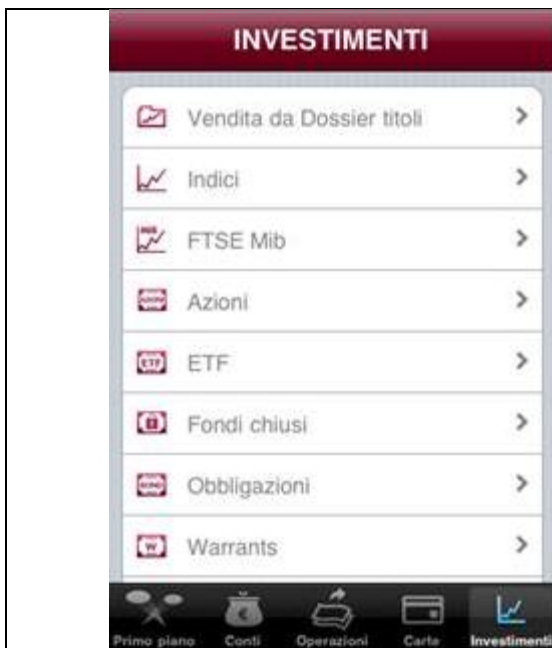 INVESTIMENTI
Vendita da Dossier titoli
Indici
FTSE Mib
Azioni
ETF
ETF
Fondi chiusi
Obbligazioni
W
Warrants
Primo piano
Conti
Operazioni
Carte
Investimenti